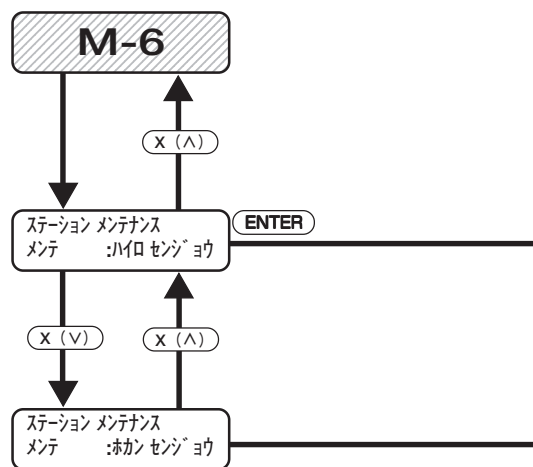 M-6
x (∧)
ｽﾃｰｼｮﾝ ﾒﾝﾃﾅﾝｽ
ﾒﾝﾃ :ﾊｲﾛ ｾﾝｼﾞｮｳ
ENTER
x (∨)
x (∧)
ｽﾃｰｼｮﾝ ﾒﾝﾃﾅﾝｽ
ﾒﾝﾃ :ﾎｶﾝ ｾﾝｼﾞｮｳ